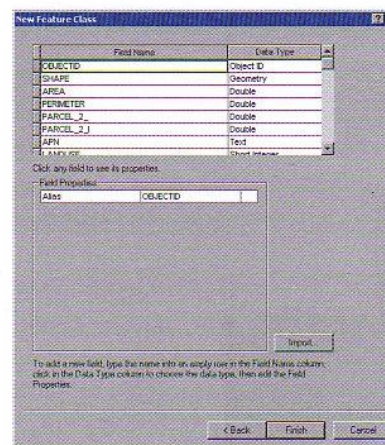 New Feature Class
Field Name Data Type
OBJECTID Object ID
SHAPE Geometry
AREA Double
PERIMETER Double
PARCEL_2_ Double
PARCEL_2_I Double
APN Text
LANDUSE Short Integer
Click any field to see its properties.
Field Properties
Alias OBJECTID
Import...
To add a new field, type the name into an empty row in the Field Name column,
click in the Data Type column to choose the data type, then edit the Field
Properties.
< Back Finish Cancel